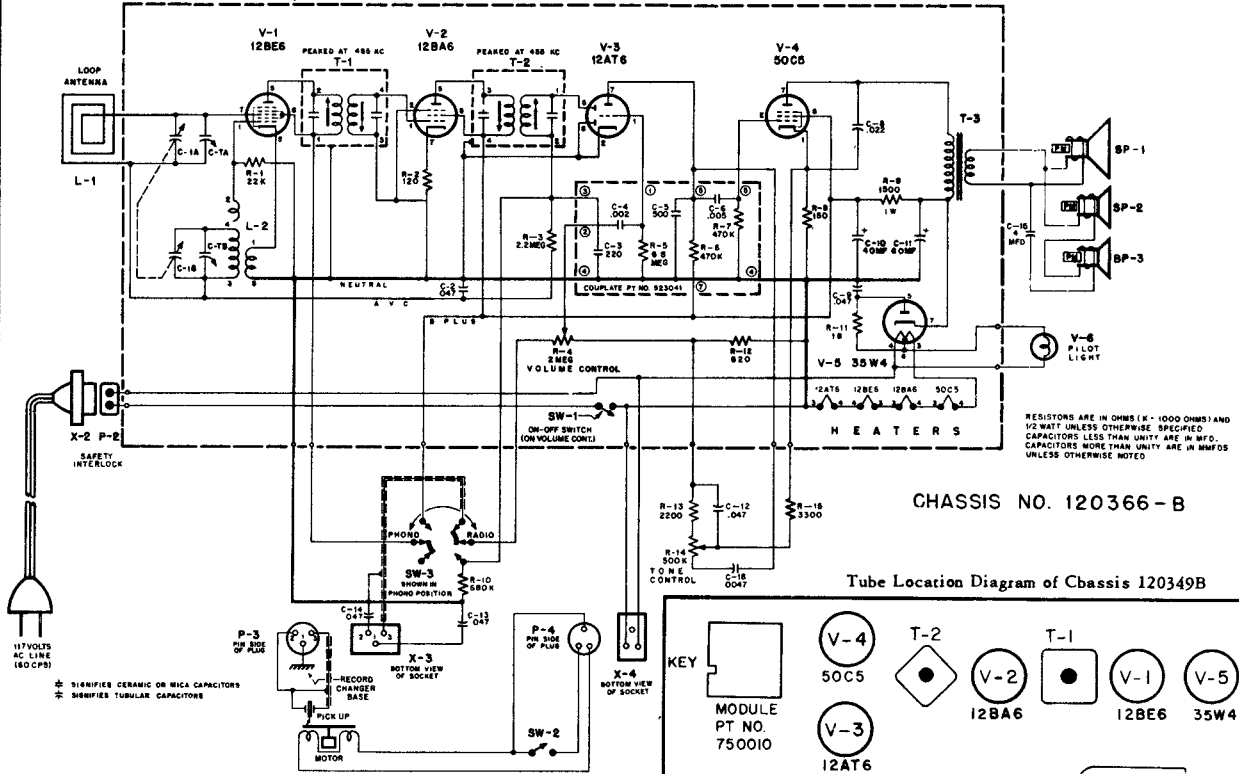 V-1
12BE6
PEAKED AT 455 KC
T-1
V-2
12BA6
PEAKED AT 455 KC
T-2
V-3
12AT6
V-4
50C5
LOOP
ANTENNA
L-1
C-1A
C-TA
R-1
22K
L-2
C-1B
C-TB
R-2
120
R-3
2.2MEG
C-4
.002
C-3
220
C-5
500
R-5
6.8
MEG
C-6
.005
R-6
470K
R-7
470K
COUPLATE PT NO. 923041
C-8
.022
R-8
150
R-9
1500
1W
T-3
C-10
40MF
C-11
60MF
SP-1
SP-2
SP-3
PM
PM
PM
C-15
4
MFD
NEUTRAL
A V C
C-2
.047
B PLUS
C-9
.047
R-11
18
V-5 35W4
V-6
PILOT
LIGHT
R-4
2MEG
VOLUME CONTROL
R-12
820
SW-1
ON-OFF SWITCH
(ON VOLUME CONT.)
12AT6 12BE6 12BA6 50C5
HEATERS
X-2 P-2
SAFETY
INTERLOCK
RESISTORS ARE IN OHMS (K - 1000 OHMS) AND
1/2 WATT UNLESS OTHERWISE SPECIFIED
CAPACITORS LESS THAN UNITY ARE IN MFD.
CAPACITORS MORE THAN UNITY ARE IN MMFDS
UNLESS OTHERWISE NOTED
CHASSIS NO. 120366-B
PHONO
RADIO
SW-3
SHOWN IN
PHONO POSITION
R-10
680K
C-14
.047
C-13
.047
X-3
BOTTOM VIEW
OF SOCKET
R-13
2200
C-12
.047
R-14
500K
TONE
CONTROL
C-16
.0047
R-15
3300
117 VOLTS
AC LINE
(60 CPS)
SIGNIFIES CERAMIC OR MICA CAPACITORS
SIGNIFIES TUBULAR CAPACITORS
P-3
PIN SIDE
OF PLUG
RECORD
CHANGER
BASE
PICK UP
MOTOR
SW-2
P-4
PIN SIDE
OF PLUG
X-4
BOTTOM VIEW
OF SOCKET
Tube Location Diagram of Chassis 120349B
KEY
MODULE
PT NO.
750010
V-4
50C5
V-3
12AT6
T-2
V-2
12BA6
T-1
V-1
12BE6
V-5
35W4